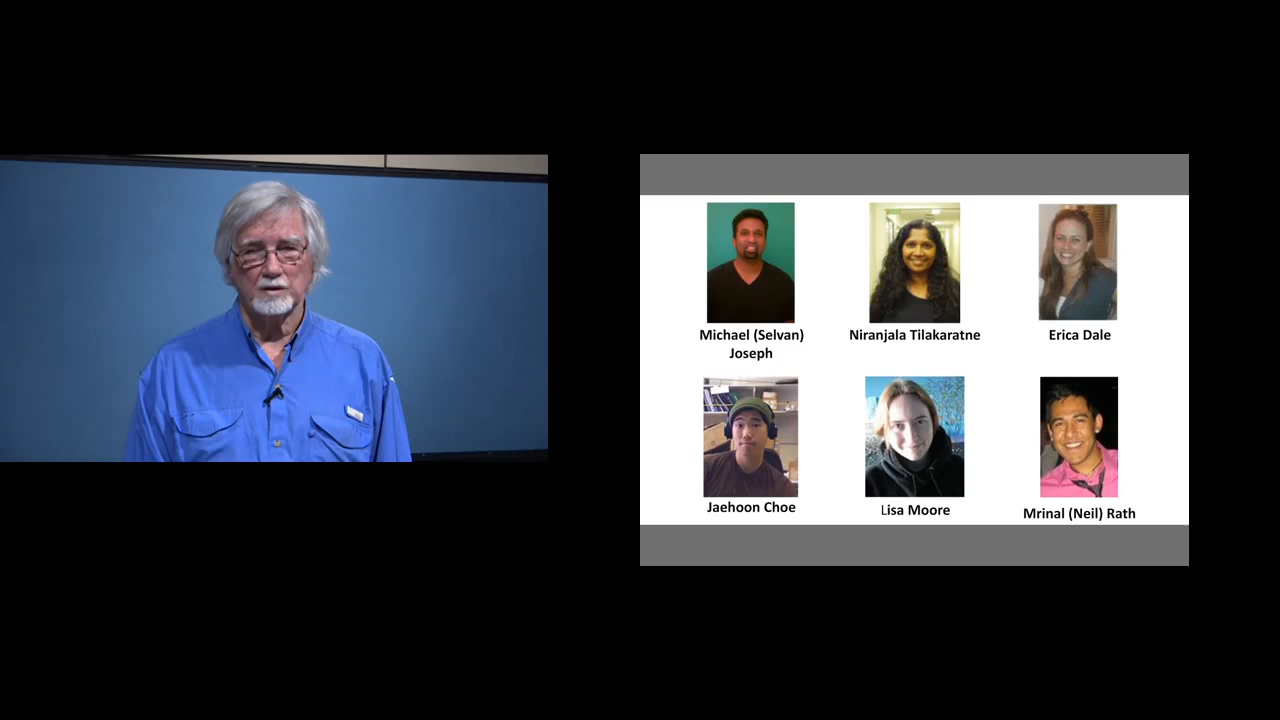 Michael (Selvan)
Joseph
Niranjala Tilakaratne
Erica Dale
Jaehoon Choe
Lisa Moore
Mrinal (Neil) Rath